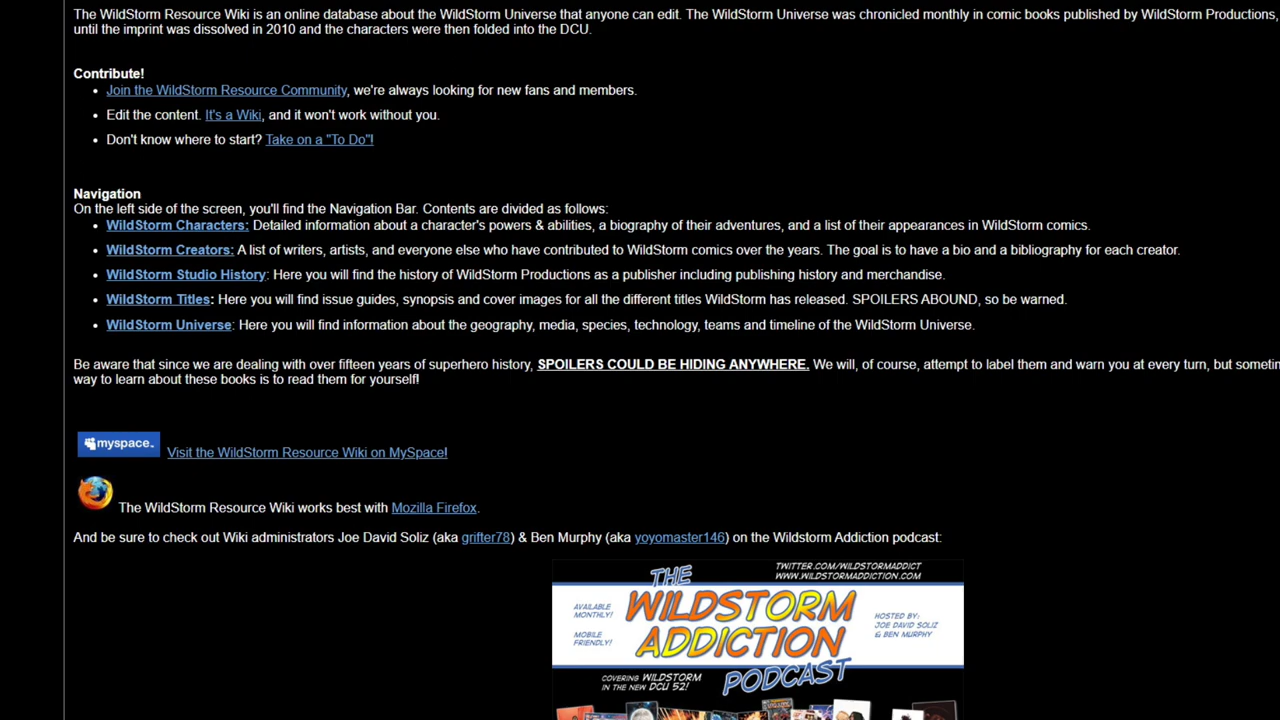 The WildStorm Resource Wiki is an online database about the WildStorm Universe that anyone can edit. The WildStorm Universe was chronicled monthly in comic books published by WildStorm Productions,
until the imprint was dissolved in 2010 and the characters were then folded into the DCU.
Contribute!
• Join the WildStorm Resource Community, we're always looking for new fans and members.
• Edit the content. It's a Wiki, and it won't work without you.
• Don't know where to start? Take on a "To Do"!
Navigation
On the left side of the screen, you'll find the Navigation Bar. Contents are divided as follows:
• WildStorm Characters: Detailed information about a character's powers & abilities, a biography of their adventures, and a list of their appearances in WildStorm comics.
• WildStorm Creators: A list of writers, artists, and everyone else who have contributed to WildStorm comics over the years. The goal is to have a bio and a bibliography for each creator.
• WildStorm Studio History: Here you will find the history of WildStorm Productions as a publisher including publishing history and merchandise.
• WildStorm Titles: Here you will find issue guides, synopsis and cover images for all the different titles WildStorm has released. SPOILERS ABOUND, so be warned.
• WildStorm Universe: Here you will find information about the geography, media, species, technology, teams and timeline of the WildStorm Universe.
Be aware that since we are dealing with over fifteen years of superhero history, SPOILERS COULD BE HIDING ANYWHERE. We will, of course, attempt to label them and warn you at every turn, but
way to learn about these books is to read them for yourself!
myspace.
Visit the WildStorm Resource Wiki on MySpace!
The WildStorm Resource Wiki works best with Mozilla Firefox.
And be sure to check out Wiki administrators Joe David Soliz (aka grifter78) & Ben Murphy (aka yoyomaster146) on the Wildstorm Addiction podcast:
TWITTER.COM/WILDSTORMADDICT
WWW.WILDSTORMADDICTION.COM
THE
WILDSTORM
ADDICTION
PODCAST
AVAILABLE
MONTHLY!
MOBILE
FRIENDLY!
HOSTED BY:
JOE DAVID SOLIZ
& BEN MURPHY
COVERING WILDSTORM
IN THE NEW DCU 52!